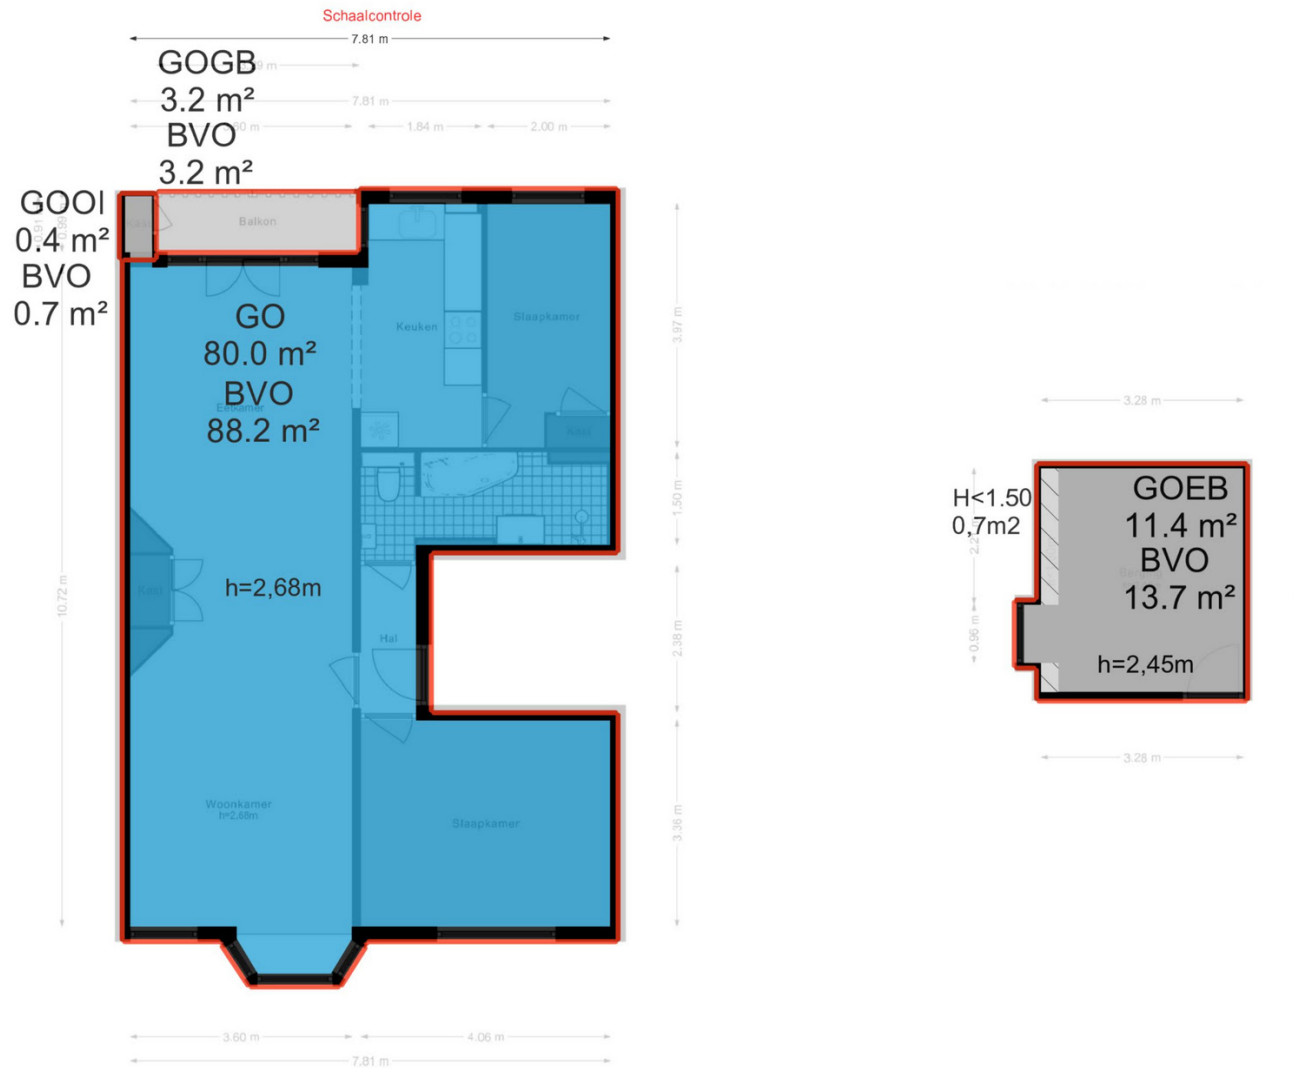 Schaalcontrole
7.81 m
GOGB
3.2 m²
7.81 m
BVO
1.84 m
2.00 m
3.2 m²
GOOI
0.4 m²
BVO
0.7 m²
Balkon
GO
80.0 m²
BVO
88.2 m²
Eetkamer
Keuken
Slaapkamer
Kast
3.97 m
1.50 m
10.72 m
Kast
h=2,68m
Hal
2.38 m
Woonkamer
h=2.68m
Slaapkamer
3.36 m
3.60 m
4.06 m
7.81 m
3.28 m
H<1.50
0,7m2
GOEB
11.4 m²
BVO
13.7 m²
0.96 m
h=2,45m
3.28 m